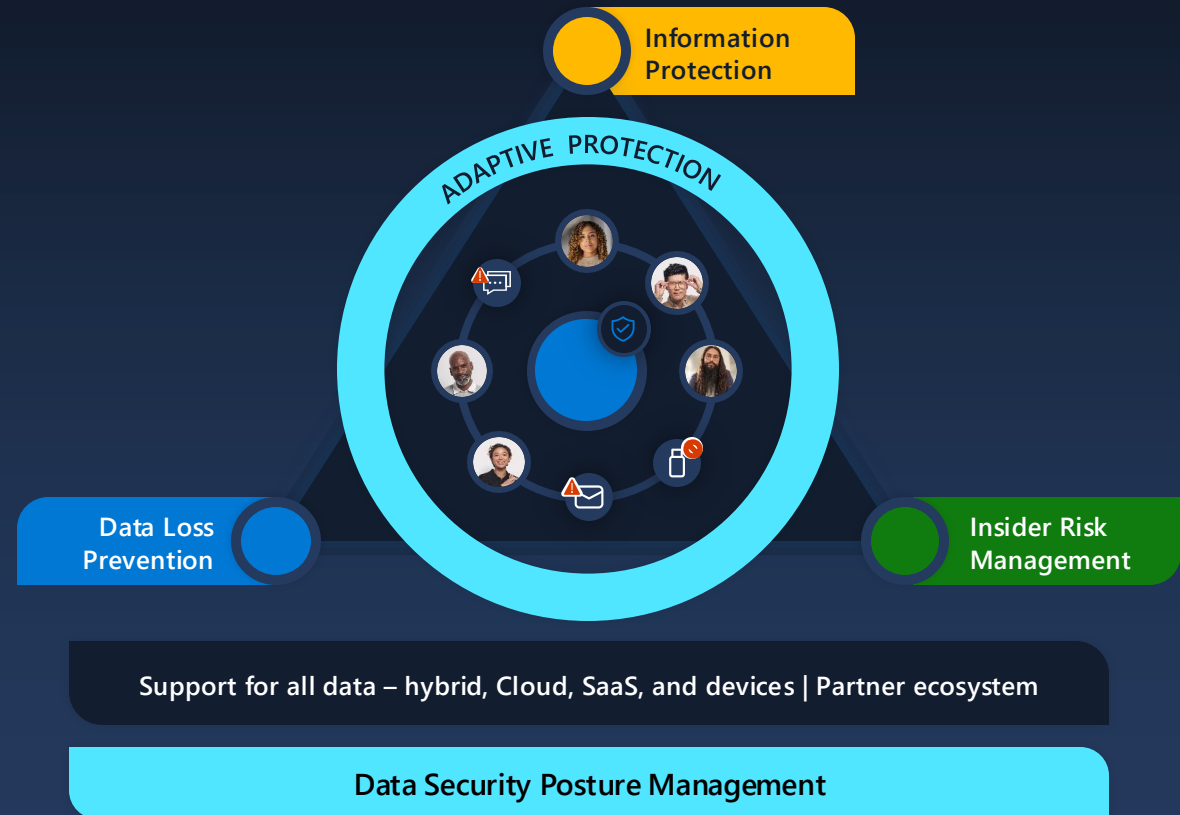 Information
Protection
ADAPTIVE PROTECTION
Data Loss
Prevention
Insider Risk
Management
Support for all data – hybrid, Cloud, SaaS, and devices | Partner ecosystem
Data Security Posture Management